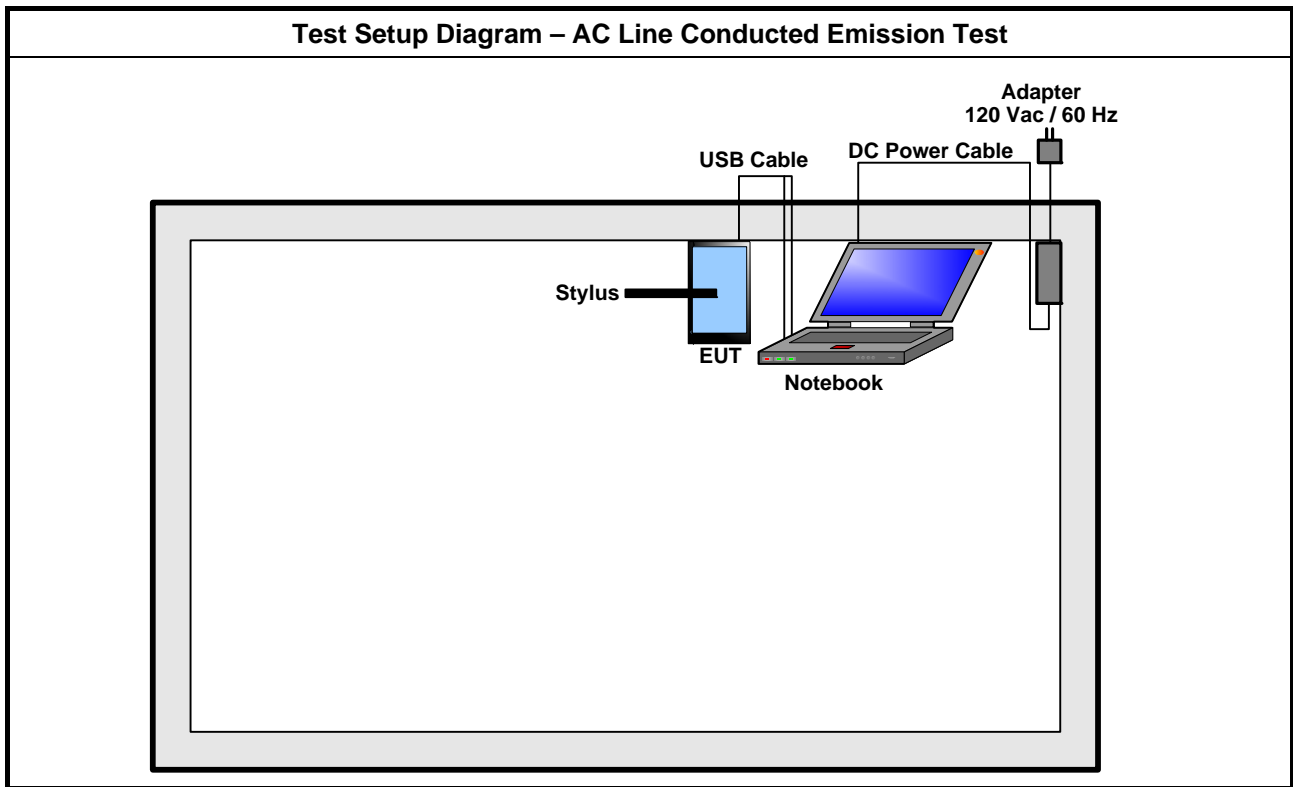 Test Setup Diagram – AC Line Conducted Emission Test
Adapter
120 Vac / 60 Hz
USB Cable
DC Power Cable
Stylus
EUT
Notebook